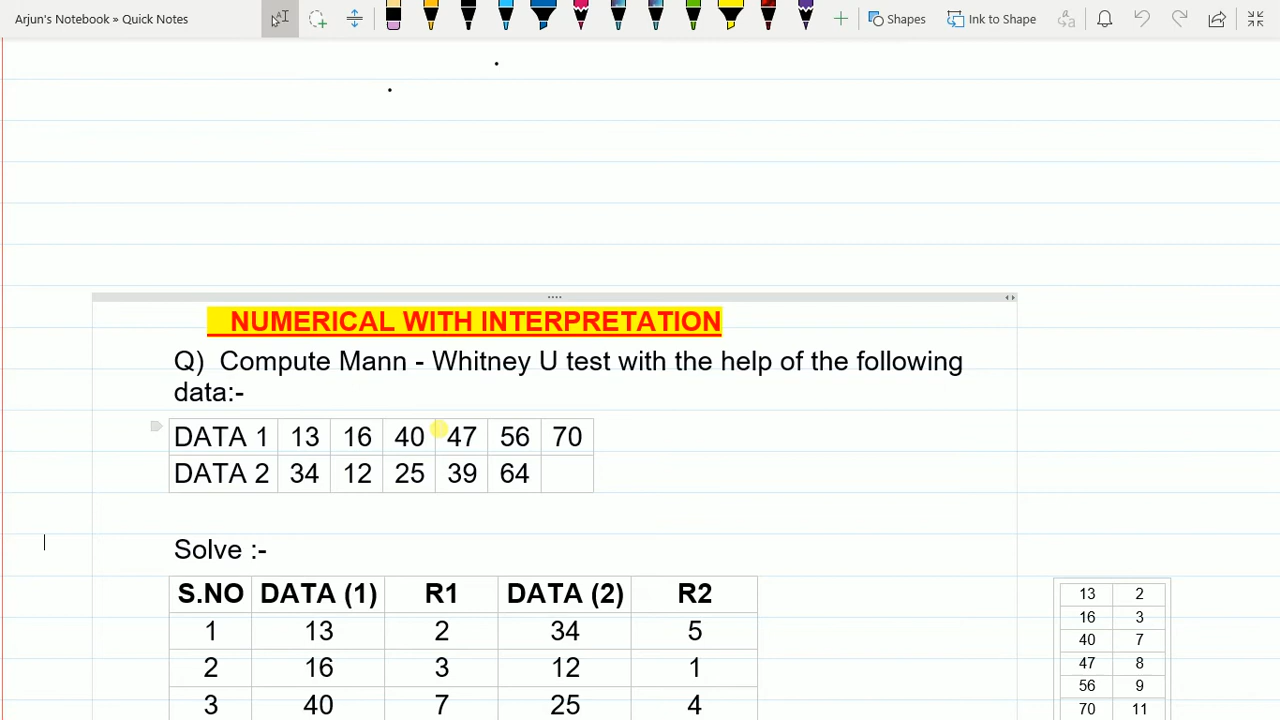 Arjun's Notebook » Quick Notes
Shapes
Ink to Shape
NUMERICAL WITH INTERPRETATION
Q) Compute Mann - Whitney U test with the help of the following
data:-
DATA 1 13 16 40 47 56 70
DATA 2 34 12 25 39 64
Solve :-
S.NO DATA (1) R1 DATA (2) R2
1 13 2 34 5
2 16 3 12 1
3 40 7 25 4
13 2
16 3
40 7
47 8
56 9
70 11